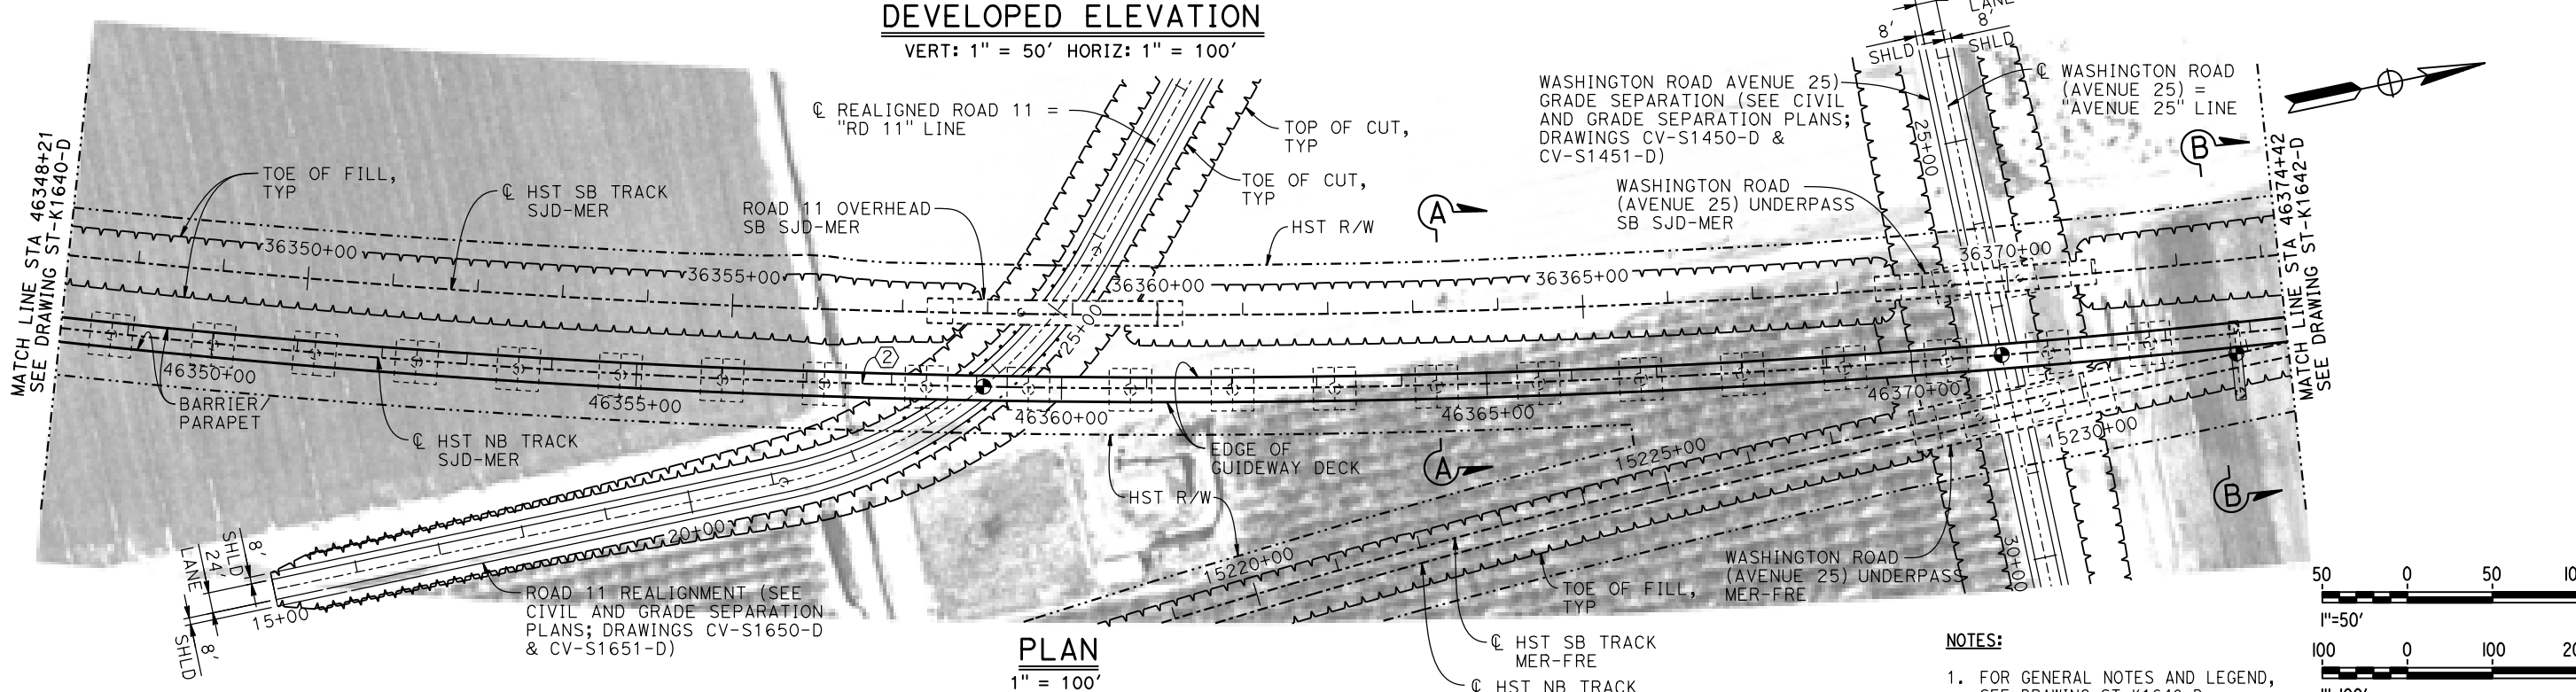 DEVELOPED ELEVATION
VERT: 1" = 50' HORIZ: 1" = 100'
MATCH LINE STA 46348+21
SEE DRAWING ST-K1640-D
TOE OF FILL,
TYP
℄ HST SB TRACK
SJD-MER
36350+00
36355+00
36360+00
36365+00
36370+00
46350+00
46355+00
46360+00
46365+00
46370+00
BARRIER/
PARAPET
℄ HST NB TRACK
SJD-MER
℄ REALIGNED ROAD 11 =
"RD 11" LINE
ROAD 11 OVERHEAD
SB SJD-MER
2
TOP OF CUT,
TYP
TOE OF CUT,
TYP
HST R/W
25+00
A
A
EDGE OF
GUIDEWAY DECK
HST R/W
WASHINGTON ROAD AVENUE 25)
GRADE SEPARATION (SEE CIVIL
AND GRADE SEPARATION PLANS;
DRAWINGS CV-S1450-D &
CV-S1451-D)
WASHINGTON ROAD
(AVENUE 25) UNDERPASS
SB SJD-MER
8'
SHLD
LANE
8'
SHLD
25+00
℄ WASHINGTON ROAD
(AVENUE 25) =
"AVENUE 25" LINE
B
B
MATCH LINE STA 46374+42
SEE DRAWING ST-K1642-D
15220+00
15225+00
15230+00
30+00
WASHINGTON ROAD
(AVENUE 25) UNDERPASS
MER-FRE
TOE OF FILL,
TYP
℄ HST SB TRACK
MER-FRE
℄ HST NB TRACK
8'
SHLD
24'
LANE
8'
SHLD
15+00
20+00
ROAD 11 REALIGNMENT (SEE
CIVIL AND GRADE SEPARATION
PLANS; DRAWINGS CV-S1650-D
& CV-S1651-D)
PLAN
1" = 100'
NOTES:
1. FOR GENERAL NOTES AND LEGEND,
SEE DRAWING ST-K1640-D
50 0 50
1"=50'
100 0 100
1"=100'